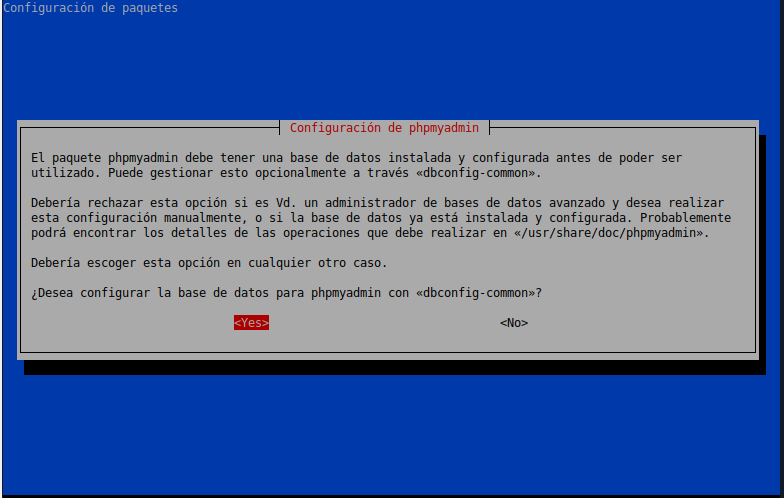 Configuración de paquetes
Configuración de phpmyadmin
El paquete phpmyadmin debe tener una base de datos instalada y configurada antes de poder ser
utilizado. Puede gestionar esto opcionalmente a través «dbconfig-common».
Debería rechazar esta opción si es Vd. un administrador de bases de datos avanzado y desea realizar
esta configuración manualmente, o si la base de datos ya está instalada y configurada. Probablemente
podrá encontrar los detalles de las operaciones que debe realizar en «/usr/share/doc/phpmyadmin».
Debería escoger esta opción en cualquier otro caso.
¿Desea configurar la base de datos para phpmyadmin con «dbconfig-common»?
<Yes> <No>